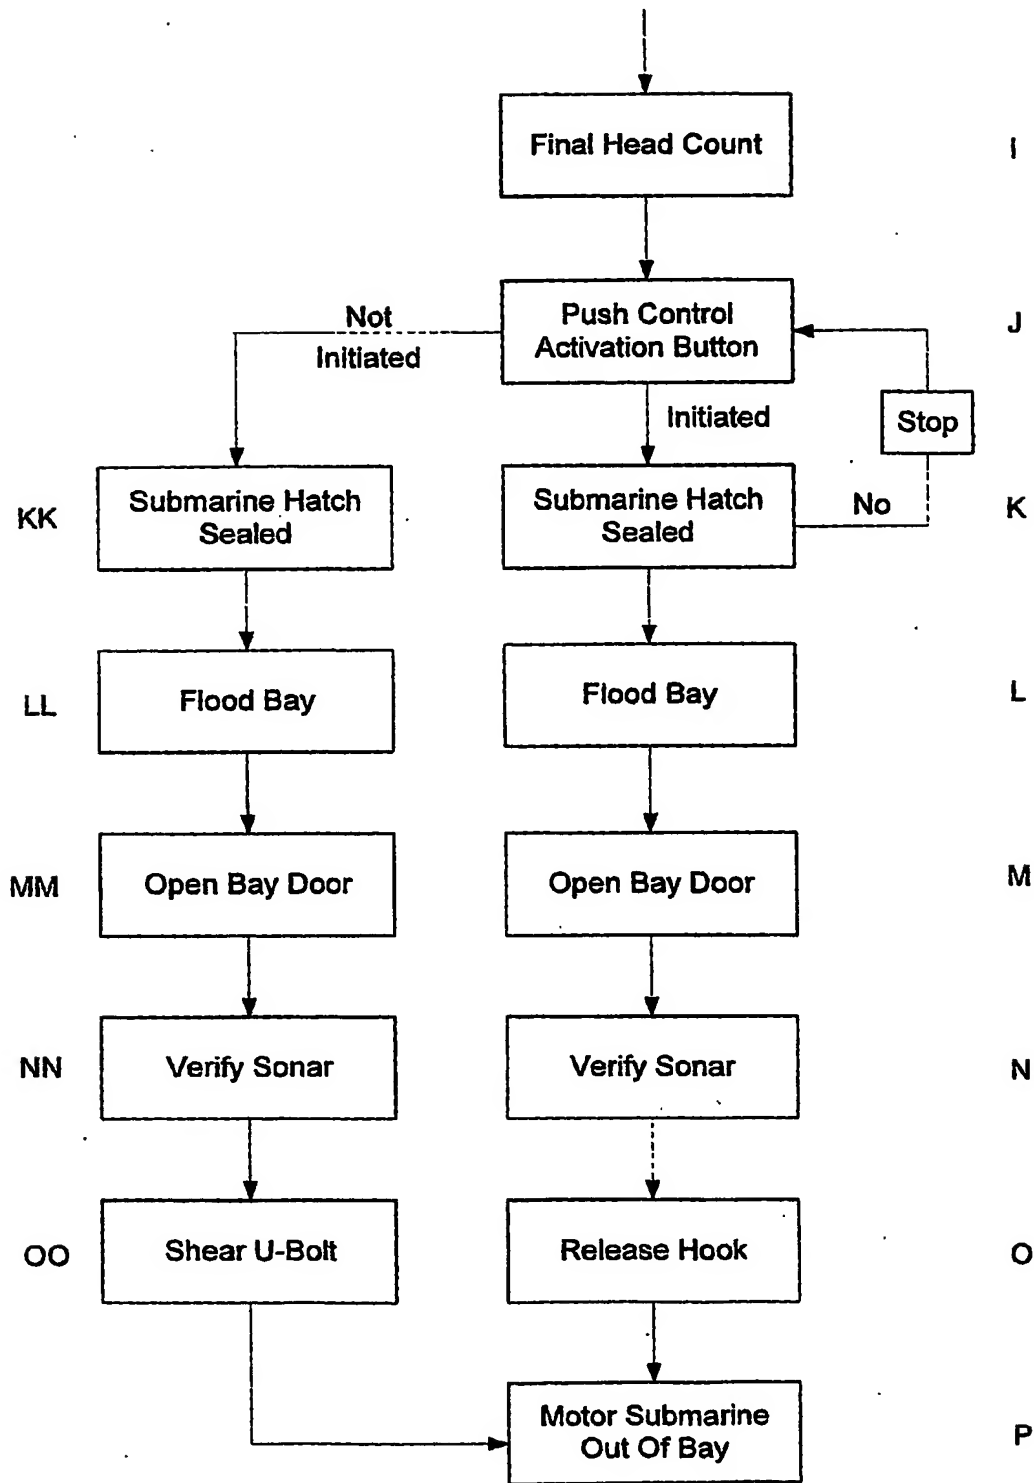 Final Head Count
I
Push Control
Activation Button
J
Not
Initiated
Initiated
Stop
KK
Submarine Hatch
Sealed
Submarine Hatch
Sealed
No
K
LL
Flood Bay
Flood Bay
L
MM
Open Bay Door
Open Bay Door
M
NN
Verify Sonar
Verify Sonar
N
OO
Shear U-Bolt
Release Hook
O
Motor Submarine
Out Of Bay
P